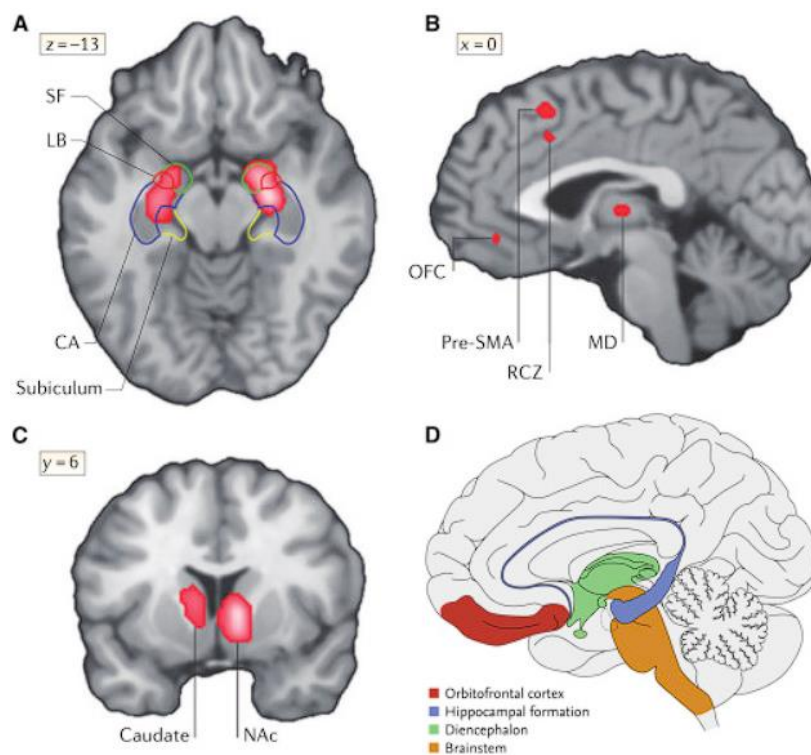 A
z=−13
SF
LB
CA
Subiculum
B
x=0
OFC
Pre-SMA
RCZ
MD
C
y=6
Caudate
NAc
D
Orbitofrontal cortex
Hippocampal formation
Diencephalon
Brainstem